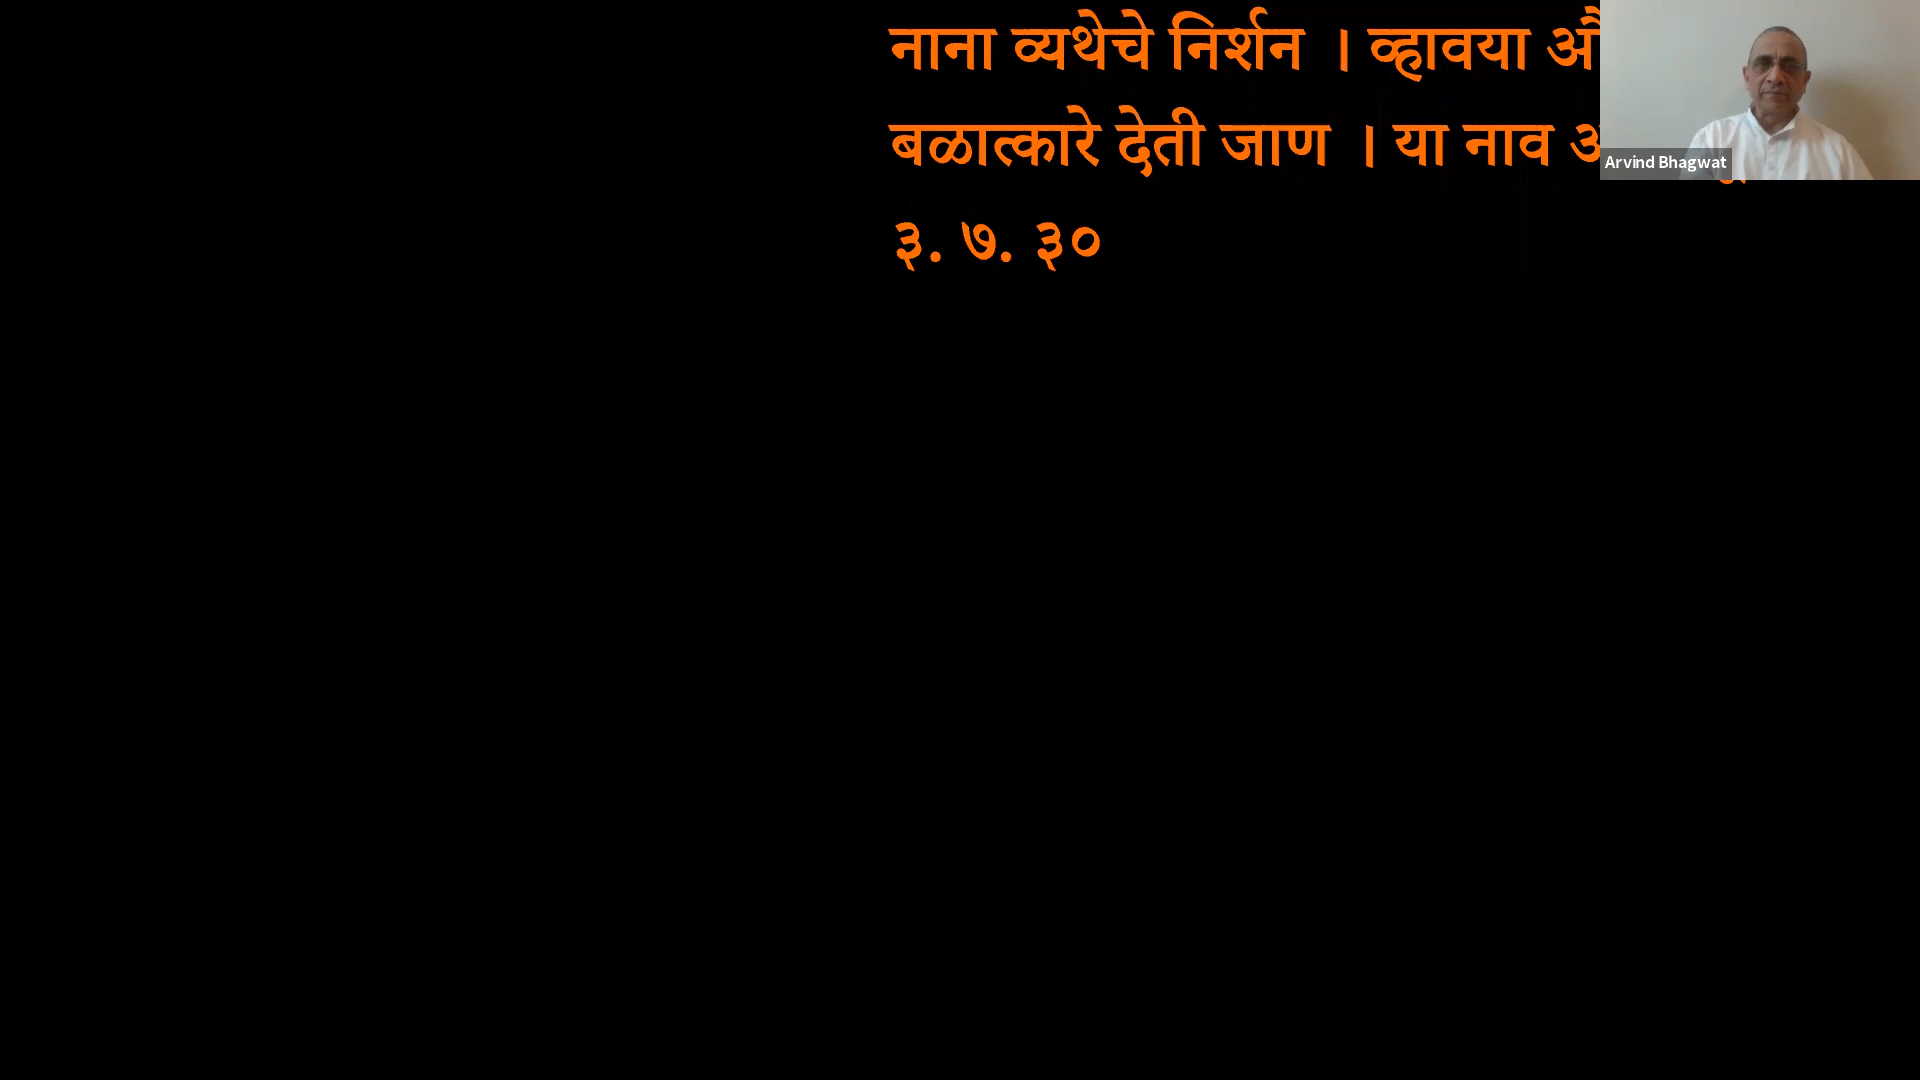 नाना व्यथेचे निर्शन । व्हावया
बळात्कारे देती जाण । या नाव
३. ७. ३०
Arvind Bhagwat